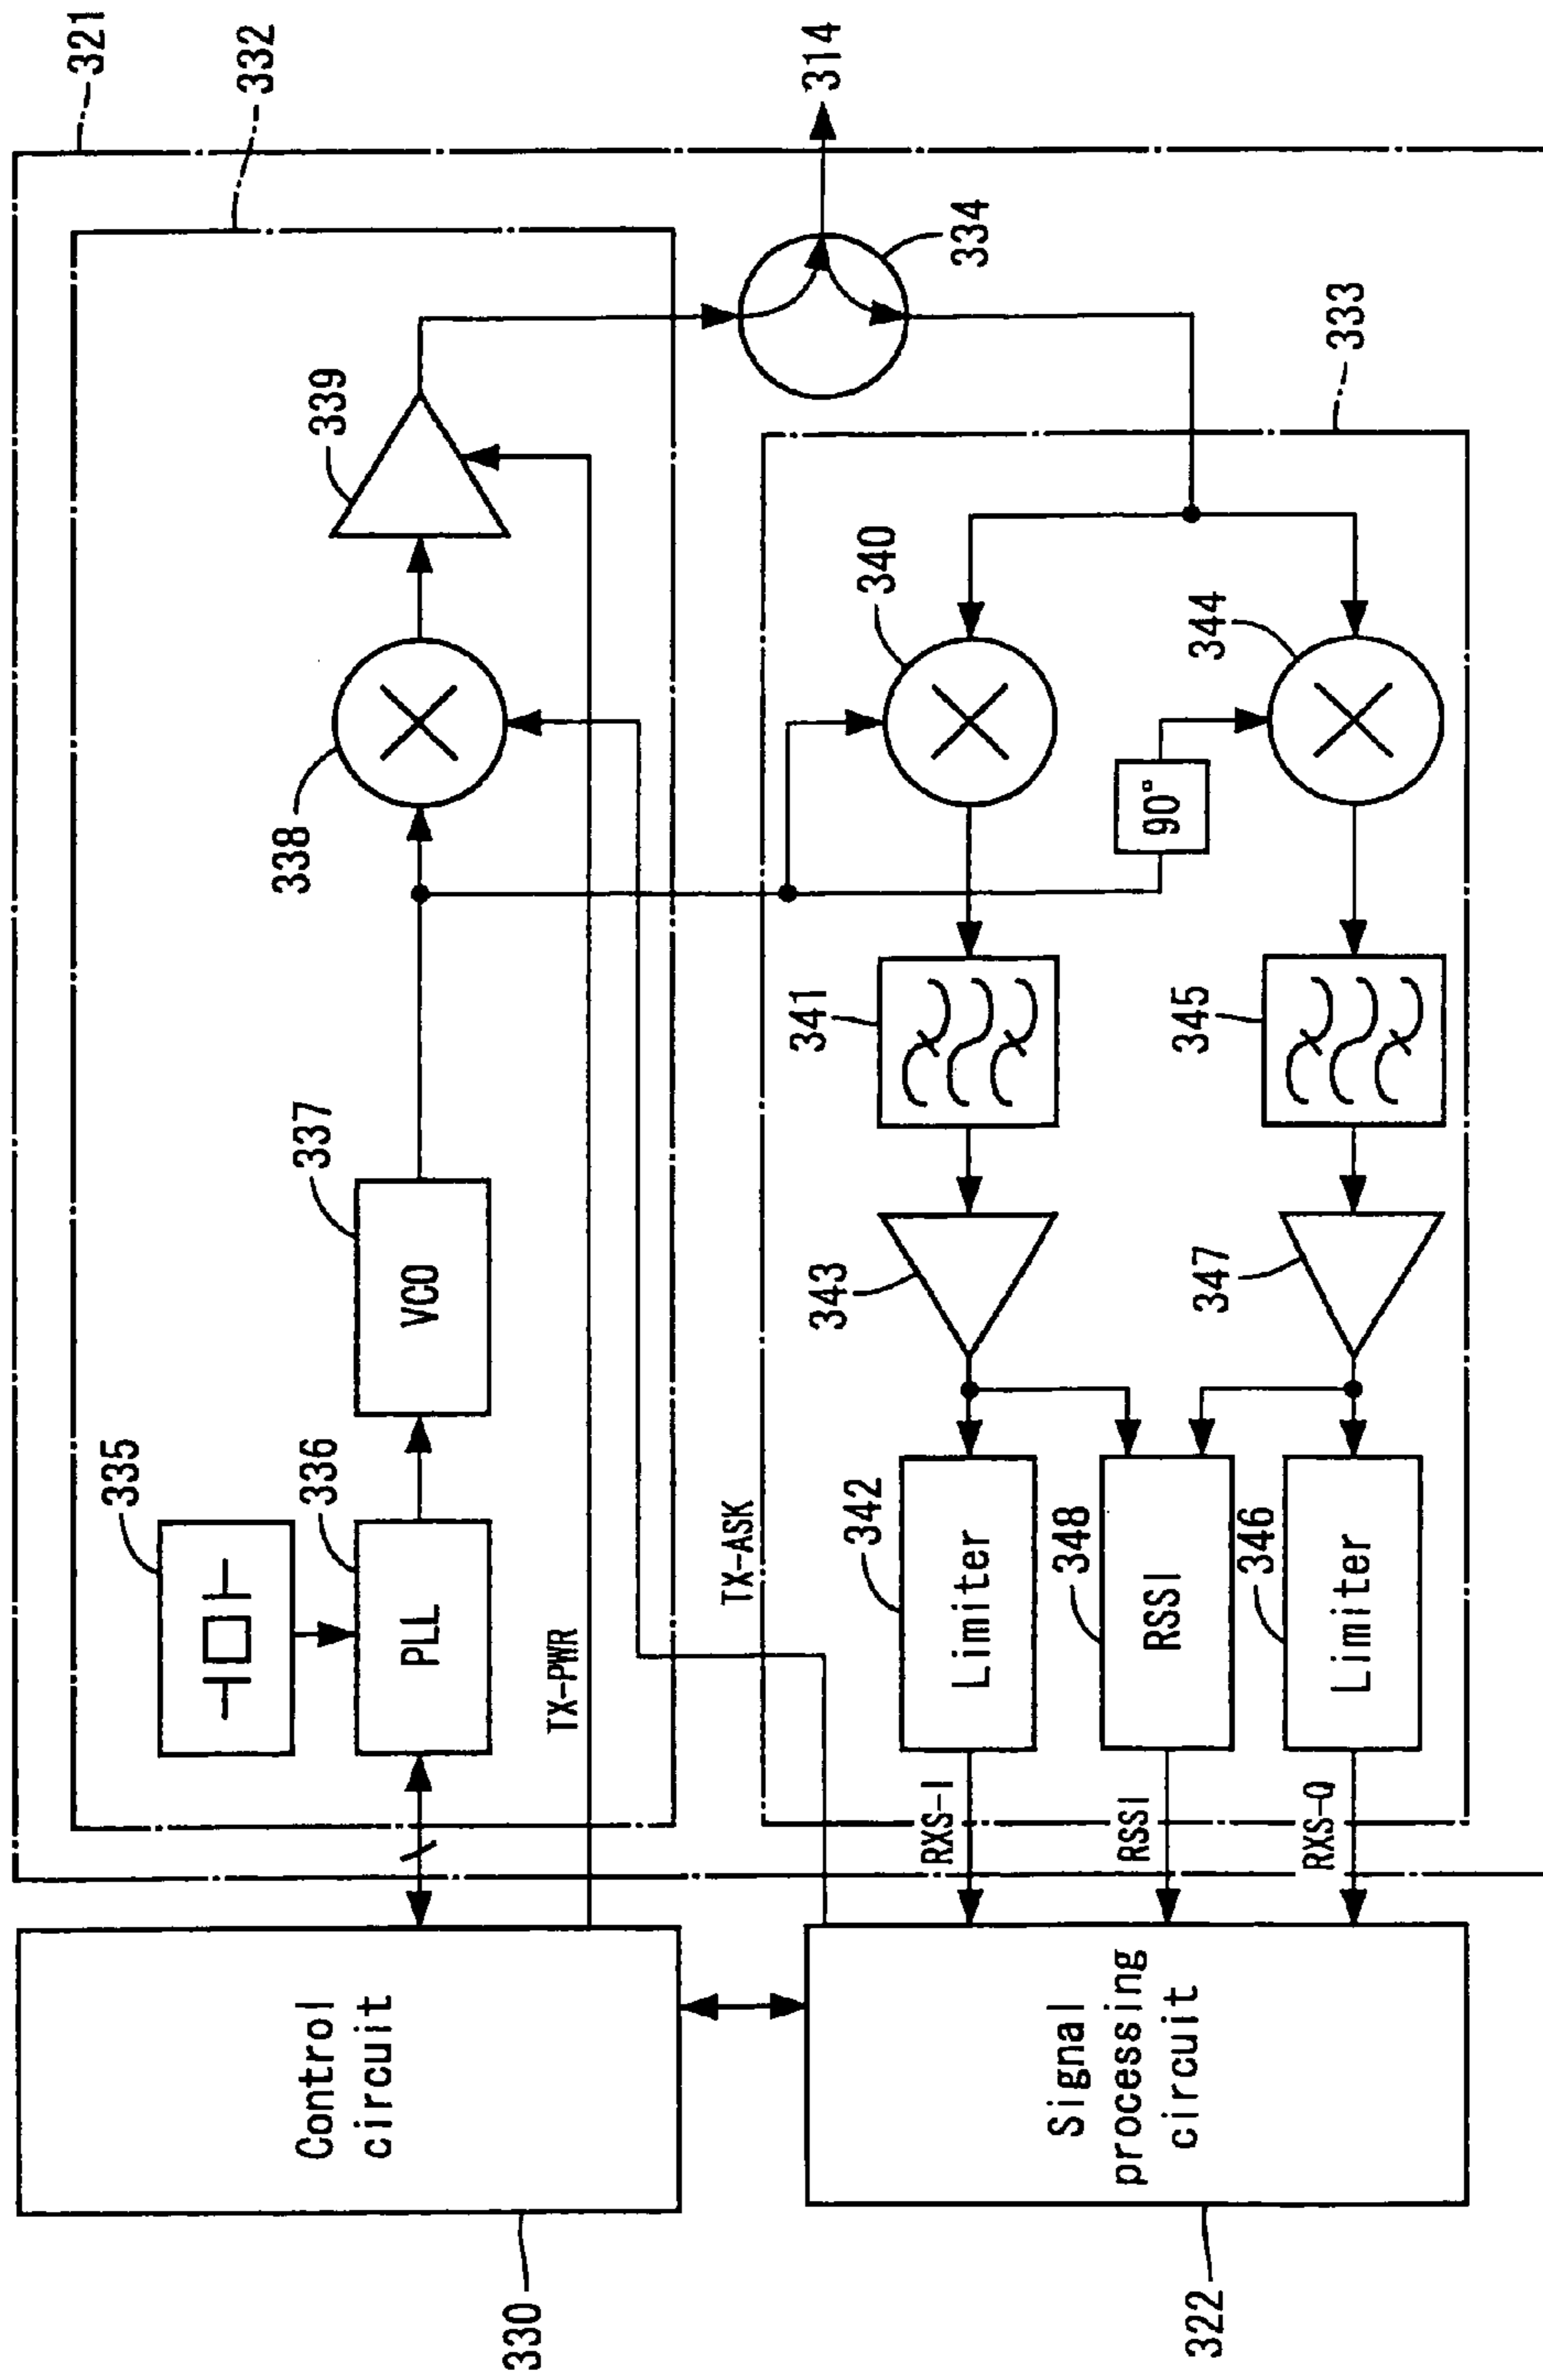 321
332
314
334
339
333
338
340
344
90°
337
VCO
341
345
335
336
PLL
343
347
TX-PWR
TX-ASK
342
Limiter
348
RSSI
346
Limiter
RXS-I
RSSI
RXS-Q
Control
circuit
Signal
processing
circuit
330
322